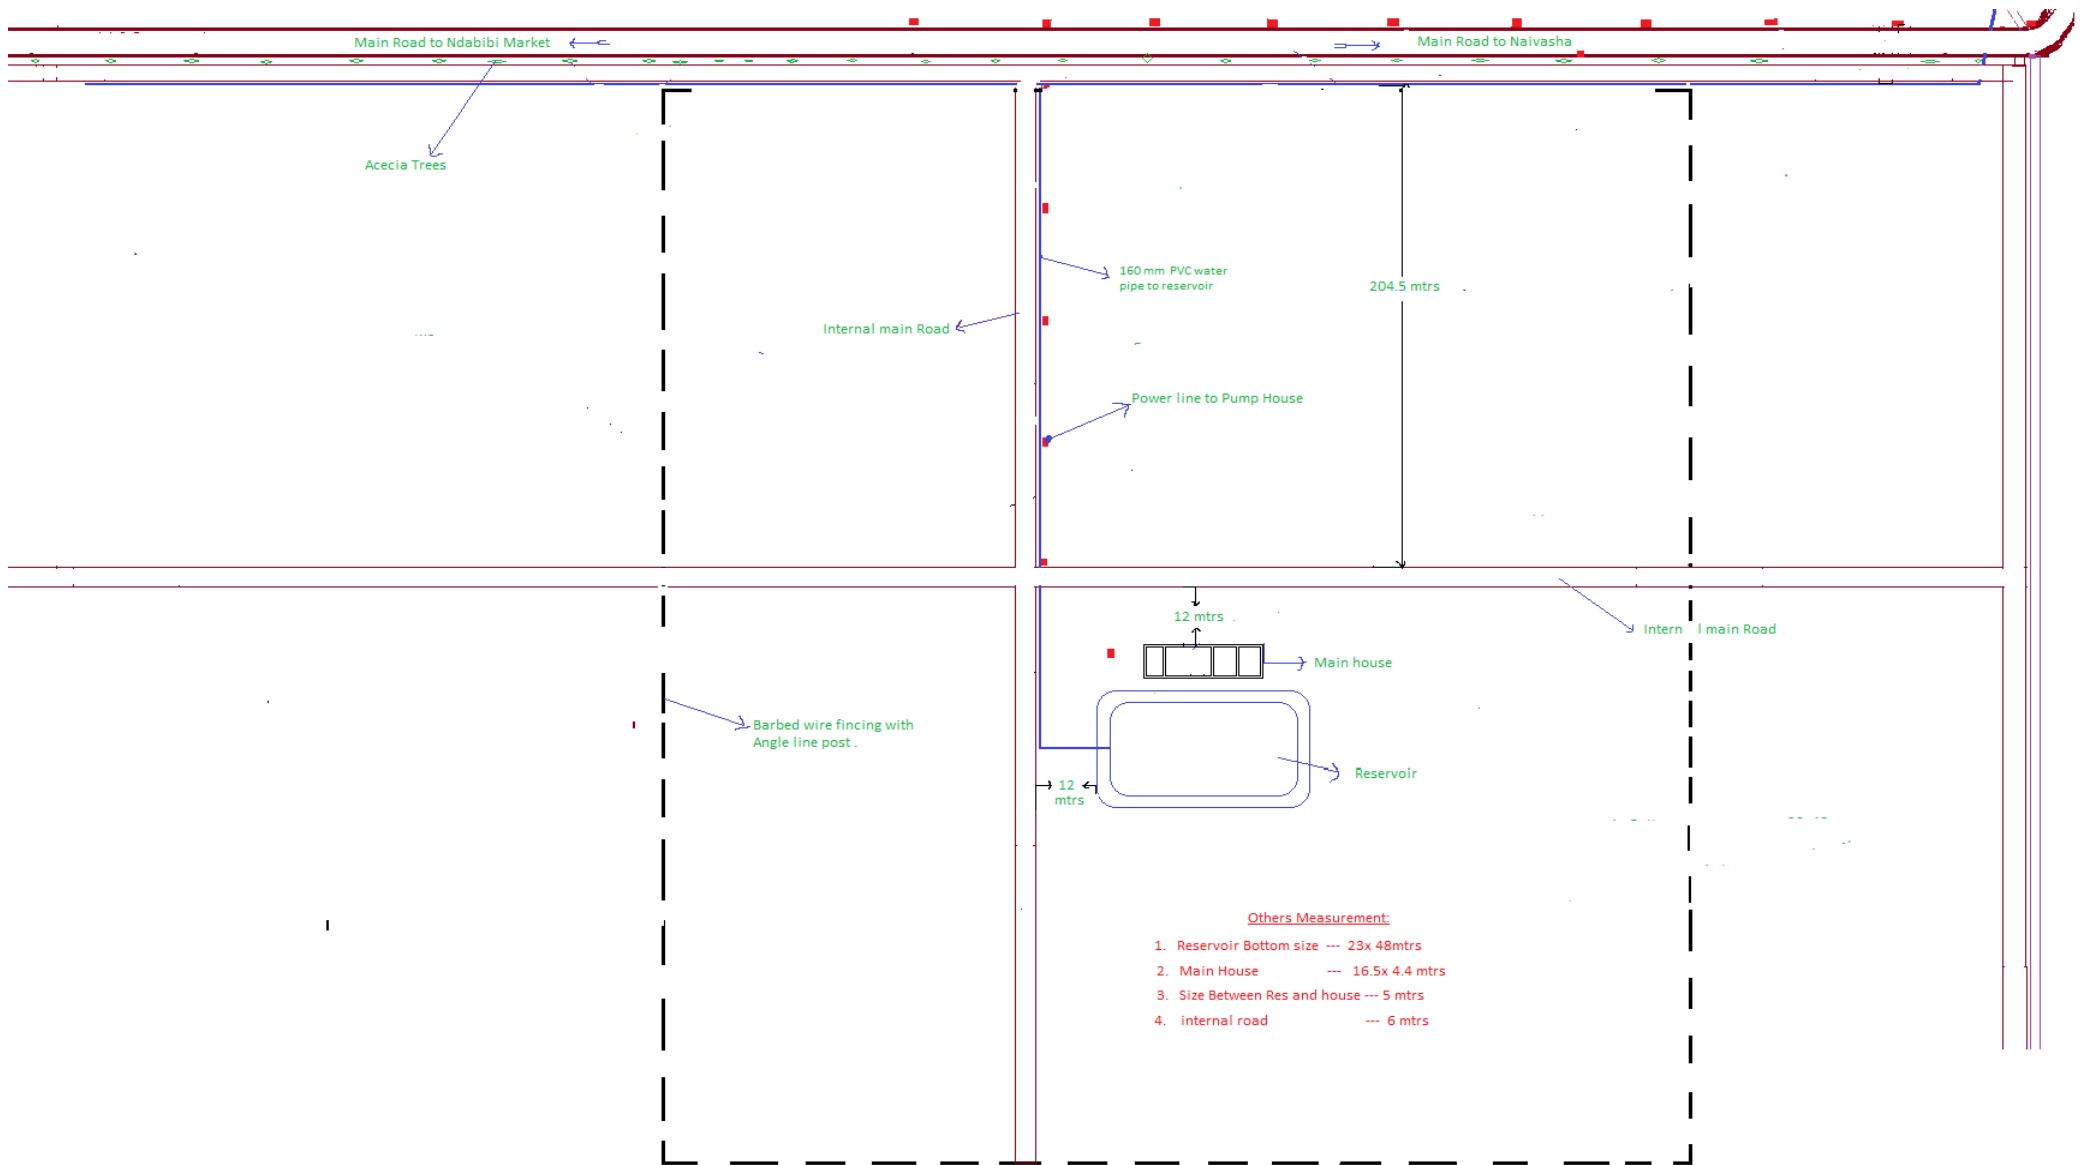 Main Road to Ndabibi Market
Main Road to Naivasha
Acecia Trees
160 mm PVC water
pipe to reservoir
204.5 mtrs
Internal main Road
Power line to Pump House
12 mtrs
Intern l main Road
Main house
Barbed wire fincing with
Angle line post .
Reservoir
12
mtrs
Others Measurement:
1. Reservoir Bottom size --- 23x 48mtrs
2. Main House --- 16.5x 4.4 mtrs
3. Size Between Res and house --- 5 mtrs
4. internal road --- 6 mtrs